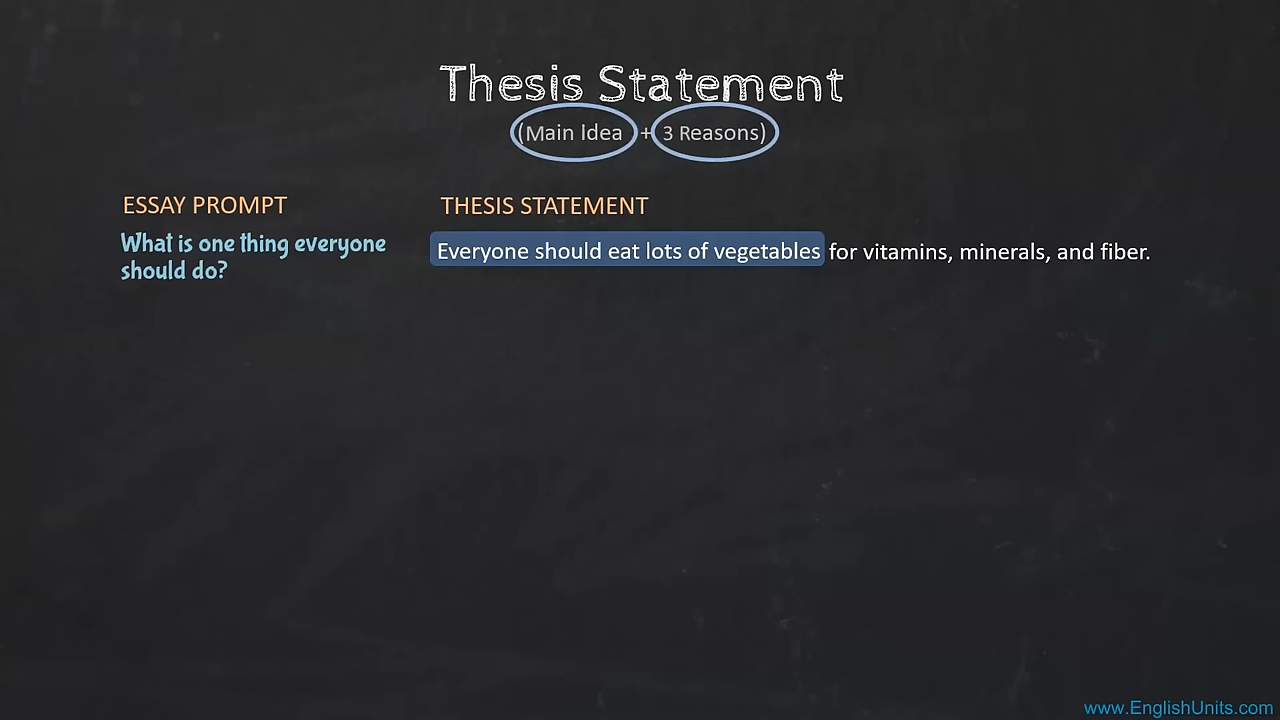 Thesis Statement
(Main Idea + 3 Reasons)
ESSAY PROMPT
What is one thing everyone
should do?
THESIS STATEMENT
Everyone should eat lots of vegetables for vitamins, minerals, and fiber.
www.EnglishUnits.com